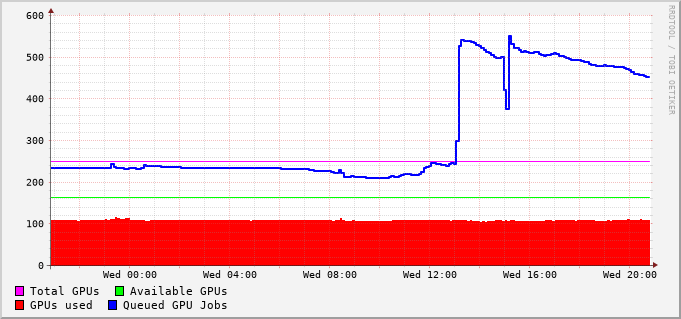 RRDTOOL / TOBI OETIKER
600
500
400
300
200
100
0
Wed 00:00 Wed 04:00 Wed 08:00 Wed 12:00 Wed 16:00 Wed 20:00
Total GPUs Available GPUs
GPUs used Queued GPU Jobs